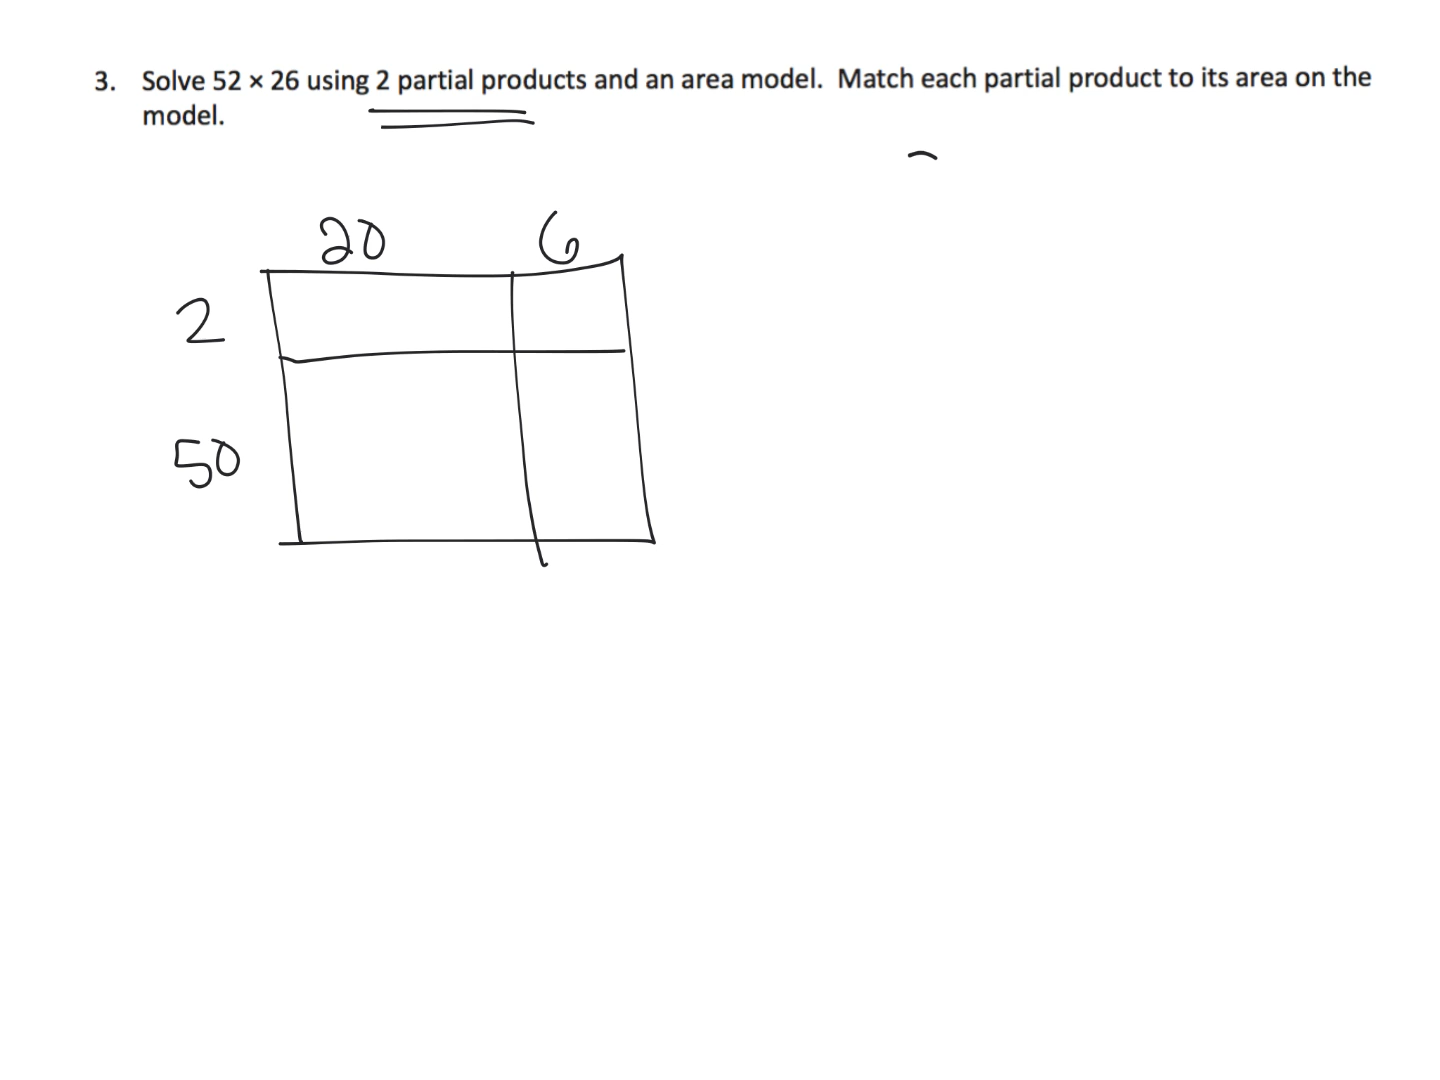 3. Solve 52 × 26 using 2 partial products and an area model. Match each partial product to its area on the
model.
20 6
2
50